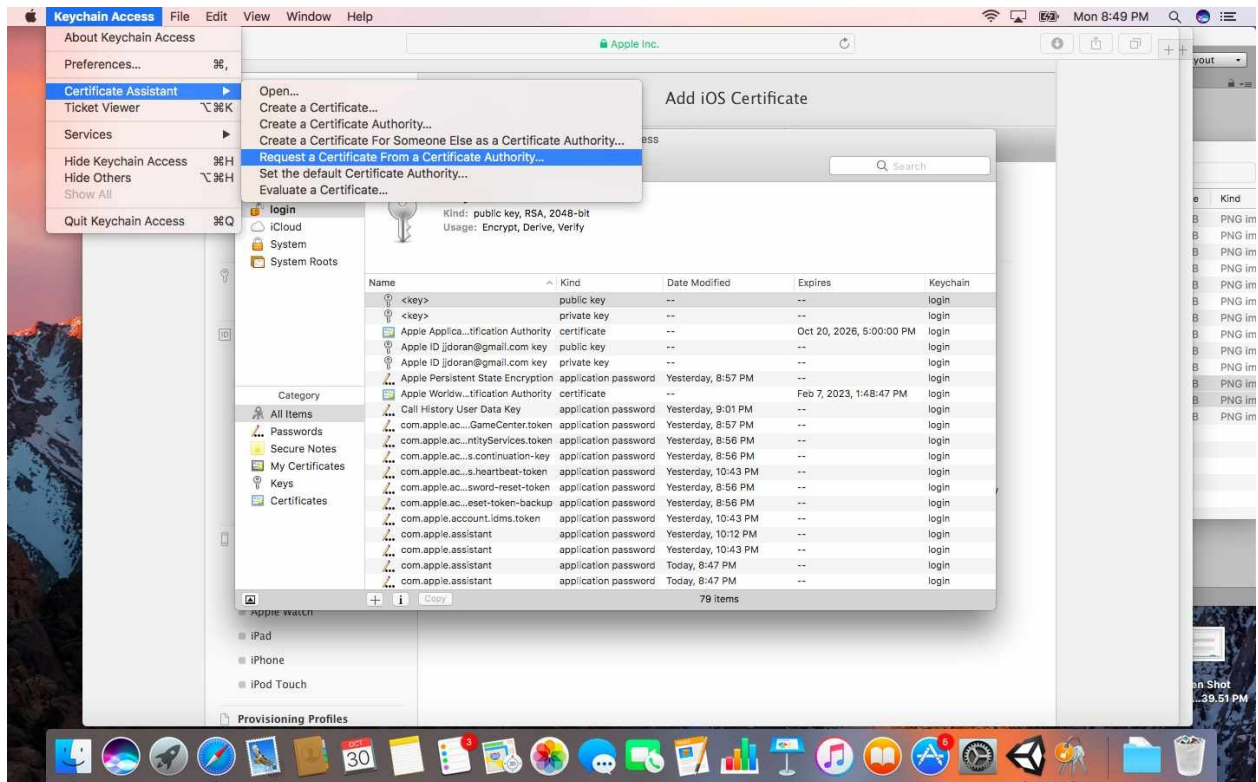 Keychain Access File Edit View Window Help Mon 8:49 PM
About Keychain Access
Preferences... ⌘,
Certificate Assistant ▶
Ticket Viewer ⌥⌘K
Services ▶
Hide Keychain Access ⌘H
Hide Others ⌥⌘H
Show All
Quit Keychain Access ⌘Q
Open...
Create a Certificate...
Create a Certificate Authority...
Create a Certificate For Someone Else as a Certificate Authority...
Request a Certificate From a Certificate Authority...
Set the default Certificate Authority...
Evaluate a Certificate...
Apple Inc.
yout
Add iOS Certificate
ess
Search
Kind: public key, RSA, 2048-bit
Usage: Encrypt, Derive, Verify
login
iCloud
System
System Roots
Name Kind Date Modified Expires Keychain
<key> public key -- -- login
<key> private key -- -- login
Apple Applica...tification Authority certificate -- Oct 20, 2026, 5:00:00 PM login
Apple ID jjdoran@gmail.com key public key -- -- login
Apple ID jjdoran@gmail.com key private key -- -- login
Apple Persistent State Encryption application password Yesterday, 8:57 PM -- login
Apple Worldw...tification Authority certificate -- Feb 7, 2023, 1:48:47 PM login
Call History User Data Key application password Yesterday, 9:01 PM -- login
com.apple.ac....GameCenter.token application password Yesterday, 8:57 PM -- login
com.apple.ac...ntityServices.token application password Yesterday, 8:56 PM -- login
com.apple.ac...s.continuation-key application password Yesterday, 8:56 PM -- login
com.apple.ac...s.heartbeat-token application password Yesterday, 10:43 PM -- login
com.apple.ac...sword-reset-token application password Yesterday, 8:56 PM -- login
com.apple.ac...eset-token-backup application password Yesterday, 8:56 PM -- login
com.apple.account.idms.token application password Yesterday, 10:43 PM -- login
com.apple.assistant application password Yesterday, 10:12 PM -- login
com.apple.assistant application password Yesterday, 10:43 PM -- login
com.apple.assistant application password Today, 8:47 PM -- login
com.apple.assistant application password Today, 8:47 PM -- login
Category
All Items
Passwords
Secure Notes
My Certificates
Keys
Certificates
Copy 79 items
e Kind
B PNG im
B PNG im
B PNG im
B PNG im
B PNG im
B PNG im
B PNG im
B PNG im
B PNG im
B PNG im
B PNG im
B PNG im
B PNG im
ID
Apple Watch
iPad
iPhone
iPod Touch
Provisioning Profiles
en Shot
...39.51 PM
OCT
30
3
5